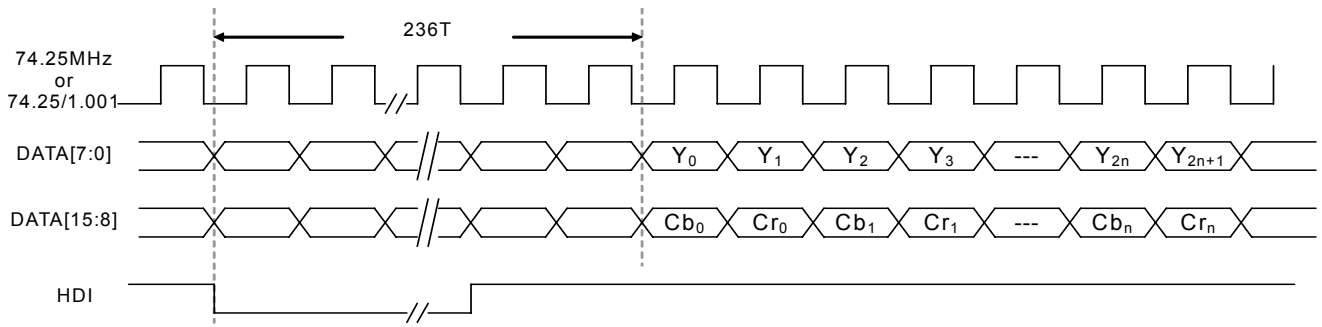 236T
74.25MHz
or
74.25/1.001
DATA[7:0]
Y₀ Y₁ Y₂ Y₃ --- Y₂ₙ Y₂ₙ₊₁
DATA[15:8]
Cb₀ Cr₀ Cb₁ Cr₁ --- Cbₙ Crₙ
HDI